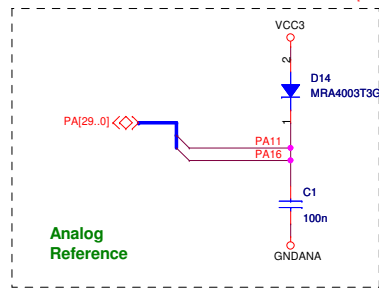 VCC3
2
D14
MRA4003T3G
1
PA[29..0]
PA11
PA16
C1
100n
Analog
Reference
GNDANA